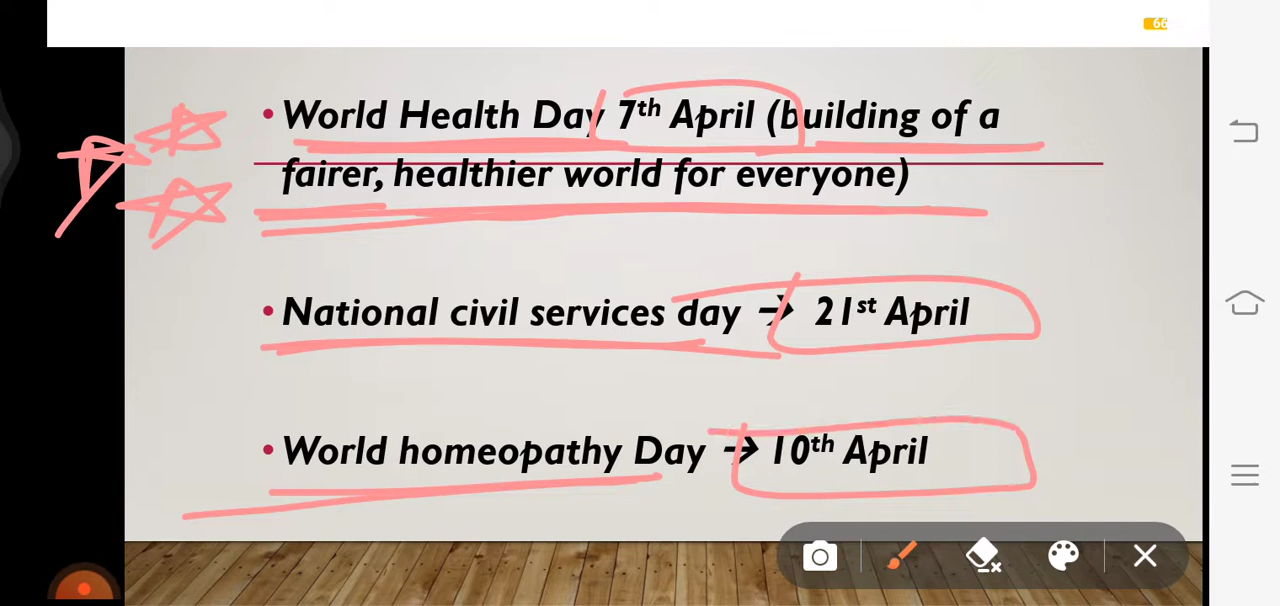 66
• World Health Day 7th April (building of a
fairer, healthier world for everyone)
• National civil services day → 21st April
• World homeopathy Day → 10th April